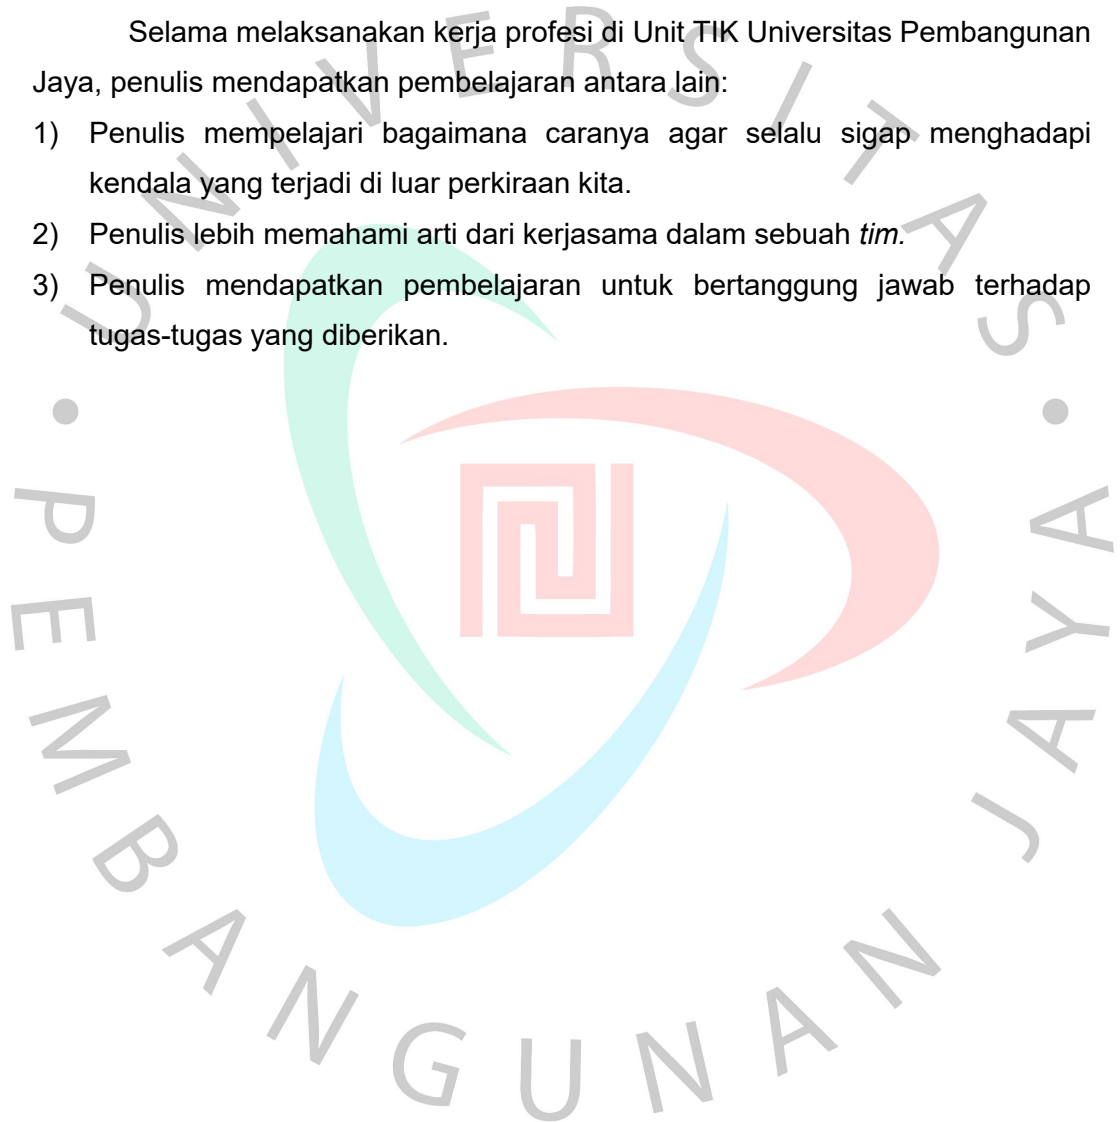 Selama melaksanakan kerja profesi di Unit TIK Universitas Pembangunan
Jaya, penulis mendapatkan pembelajaran antara lain:
1) Penulis mempelajari bagaimana caranya agar selalu sigap menghadapi
kendala yang terjadi di luar perkiraan kita.
2) Penulis lebih memahami arti dari kerjasama dalam sebuah tim.
3) Penulis mendapatkan pembelajaran untuk bertanggung jawab terhadap
tugas-tugas yang diberikan.
UNIVERSITAS • PEMBANGUNAN JAYA •